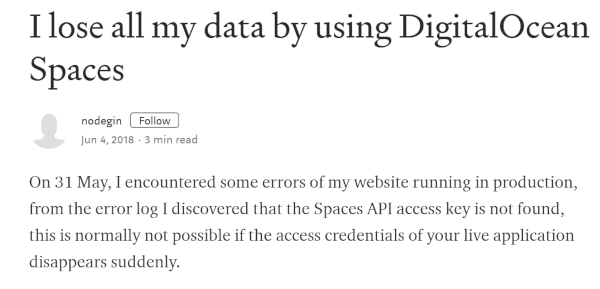 I lose all my data by using DigitalOcean
Spaces
nodegin Follow
Jun 4, 2018 · 3 min read
On 31 May, I encountered some errors of my website running in production,
from the error log I discovered that the Spaces API access key is not found,
this is normally not possible if the access credentials of your live application
disappears suddenly.